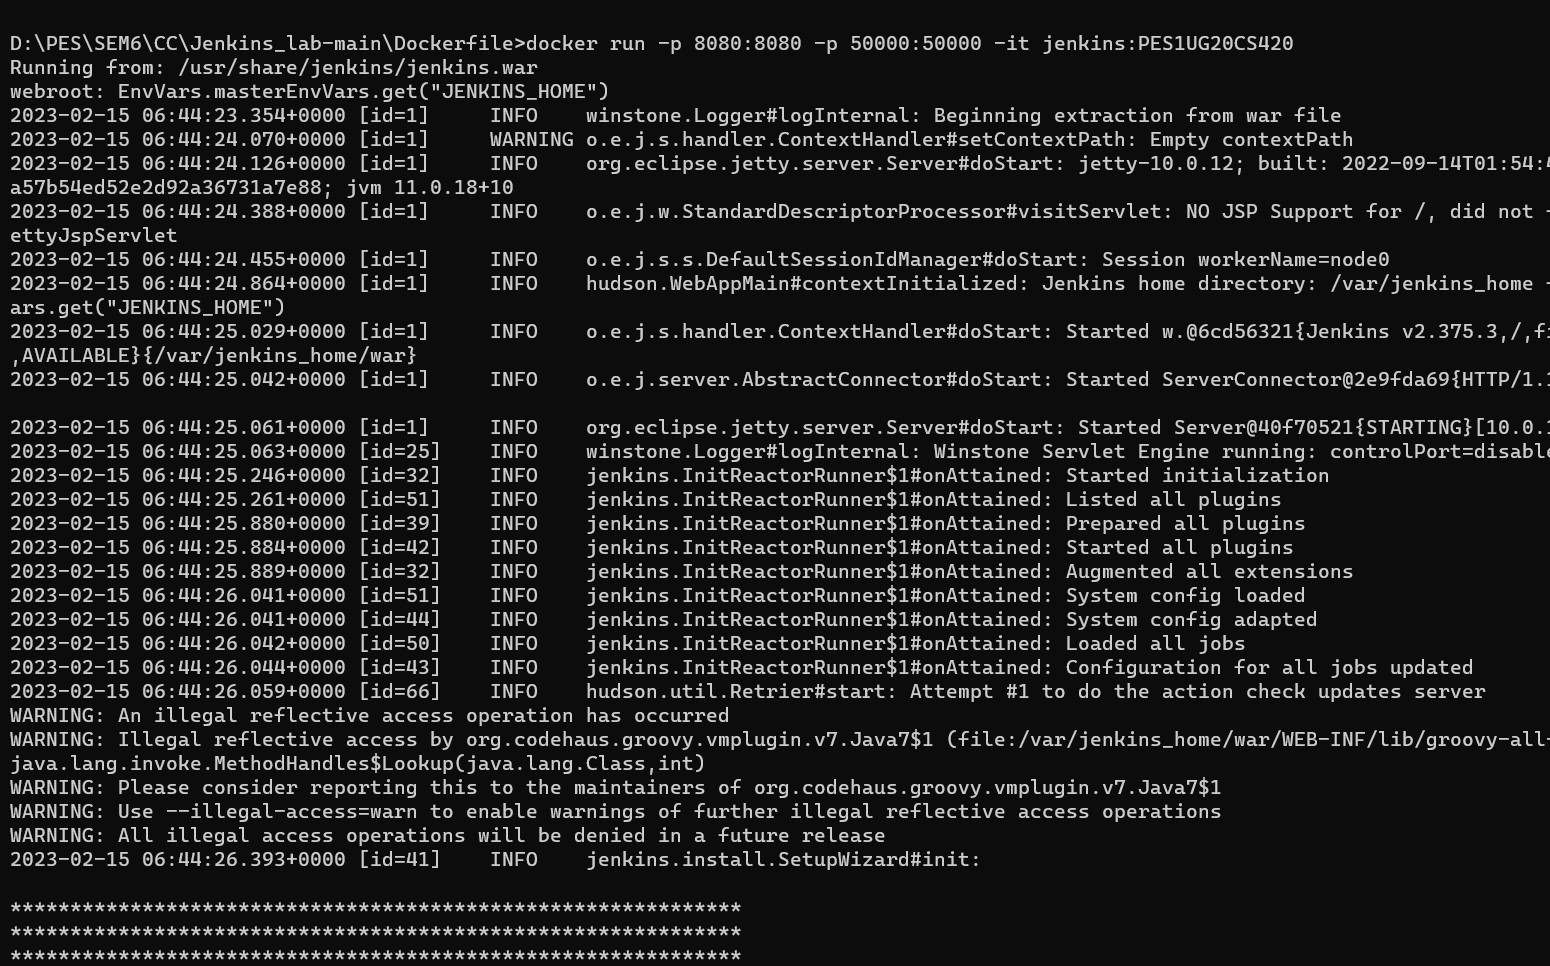 D:\PES\SEM6\CC\Jenkins_lab-main\Dockerfile>docker run -p 8080:8080 -p 50000:50000 -it jenkins:PES1UG20CS420
Running from: /usr/share/jenkins/jenkins.war
webroot: EnvVars.masterEnvVars.get("JENKINS_HOME")
2023-02-15 06:44:23.354+0000 [id=1]     INFO    winstone.Logger#logInternal: Beginning extraction from war file
2023-02-15 06:44:24.070+0000 [id=1]     WARNING o.e.j.s.handler.ContextHandler#setContextPath: Empty contextPath
2023-02-15 06:44:24.126+0000 [id=1]     INFO    org.eclipse.jetty.server.Server#doStart: jetty-10.0.12; built: 2022-09-14T01:54:4
a57b54ed52e2d92a36731a7e88; jvm 11.0.18+10
2023-02-15 06:44:24.388+0000 [id=1]     INFO    o.e.j.w.StandardDescriptorProcessor#visitServlet: NO JSP Support for /, did not
ettyJspServlet
2023-02-15 06:44:24.455+0000 [id=1]     INFO    o.e.j.s.s.DefaultSessionIdManager#doStart: Session workerName=node0
2023-02-15 06:44:24.864+0000 [id=1]     INFO    hudson.WebAppMain#contextInitialized: Jenkins home directory: /var/jenkins_home
ars.get("JENKINS_HOME")
2023-02-15 06:44:25.029+0000 [id=1]     INFO    o.e.j.s.handler.ContextHandler#doStart: Started w.@6cd56321{Jenkins v2.375.3,/,fi
,AVAILABLE}{/var/jenkins_home/war}
2023-02-15 06:44:25.042+0000 [id=1]     INFO    o.e.j.server.AbstractConnector#doStart: Started ServerConnector@2e9fda69{HTTP/1.1
2023-02-15 06:44:25.061+0000 [id=1]     INFO    org.eclipse.jetty.server.Server#doStart: Started Server@40f70521{STARTING}[10.0.1
2023-02-15 06:44:25.063+0000 [id=25]    INFO    winstone.Logger#logInternal: Winstone Servlet Engine running: controlPort=disable
2023-02-15 06:44:25.246+0000 [id=32]    INFO    jenkins.InitReactorRunner$1#onAttained: Started initialization
2023-02-15 06:44:25.261+0000 [id=51]    INFO    jenkins.InitReactorRunner$1#onAttained: Listed all plugins
2023-02-15 06:44:25.880+0000 [id=39]    INFO    jenkins.InitReactorRunner$1#onAttained: Prepared all plugins
2023-02-15 06:44:25.884+0000 [id=42]    INFO    jenkins.InitReactorRunner$1#onAttained: Started all plugins
2023-02-15 06:44:25.889+0000 [id=32]    INFO    jenkins.InitReactorRunner$1#onAttained: Augmented all extensions
2023-02-15 06:44:26.041+0000 [id=51]    INFO    jenkins.InitReactorRunner$1#onAttained: System config loaded
2023-02-15 06:44:26.041+0000 [id=44]    INFO    jenkins.InitReactorRunner$1#onAttained: System config adapted
2023-02-15 06:44:26.042+0000 [id=50]    INFO    jenkins.InitReactorRunner$1#onAttained: Loaded all jobs
2023-02-15 06:44:26.044+0000 [id=43]    INFO    jenkins.InitReactorRunner$1#onAttained: Configuration for all jobs updated
2023-02-15 06:44:26.059+0000 [id=66]    INFO    hudson.util.Retrier#start: Attempt #1 to do the action check updates server
WARNING: An illegal reflective access operation has occurred
WARNING: Illegal reflective access by org.codehaus.groovy.vmplugin.v7.Java7$1 (file:/var/jenkins_home/war/WEB-INF/lib/groovy-all-
java.lang.invoke.MethodHandles$Lookup(java.lang.Class,int)
WARNING: Please consider reporting this to the maintainers of org.codehaus.groovy.vmplugin.v7.Java7$1
WARNING: Use --illegal-access=warn to enable warnings of further illegal reflective access operations
WARNING: All illegal access operations will be denied in a future release
2023-02-15 06:44:26.393+0000 [id=41]    INFO    jenkins.install.SetupWizard#init:
*************************************************************
*************************************************************
*************************************************************